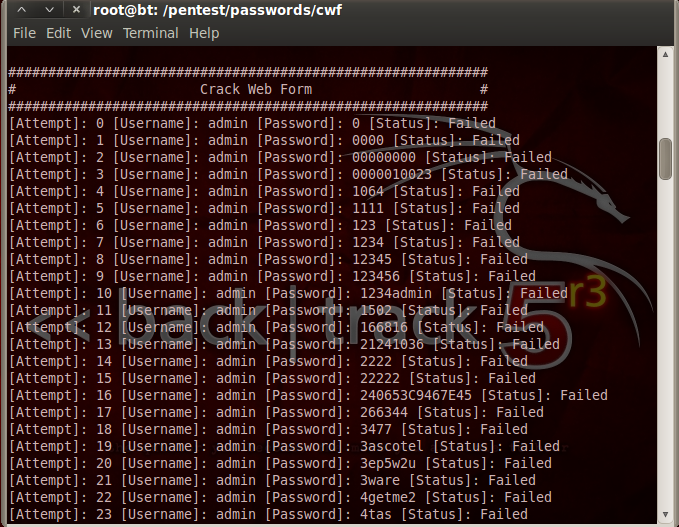 root@bt: /pentest/passwords/cwf
File Edit View Terminal Help
############################################################
#                       Crack Web Form                     #
############################################################
[Attempt]: 0 [Username]: admin [Password]: 0 [Status]: Failed
[Attempt]: 1 [Username]: admin [Password]: 0000 [Status]: Failed
[Attempt]: 2 [Username]: admin [Password]: 00000000 [Status]: Failed
[Attempt]: 3 [Username]: admin [Password]: 0000010023 [Status]: Failed
[Attempt]: 4 [Username]: admin [Password]: 1064 [Status]: Failed
[Attempt]: 5 [Username]: admin [Password]: 1111 [Status]: Failed
[Attempt]: 6 [Username]: admin [Password]: 123 [Status]: Failed
[Attempt]: 7 [Username]: admin [Password]: 1234 [Status]: Failed
[Attempt]: 8 [Username]: admin [Password]: 12345 [Status]: Failed
[Attempt]: 9 [Username]: admin [Password]: 123456 [Status]: Failed
[Attempt]: 10 [Username]: admin [Password]: 1234admin [Status]: Failed
[Attempt]: 11 [Username]: admin [Password]: 1502 [Status]: Failed
[Attempt]: 12 [Username]: admin [Password]: 166816 [Status]: Failed
[Attempt]: 13 [Username]: admin [Password]: 21241036 [Status]: Failed
[Attempt]: 14 [Username]: admin [Password]: 2222 [Status]: Failed
[Attempt]: 15 [Username]: admin [Password]: 22222 [Status]: Failed
[Attempt]: 16 [Username]: admin [Password]: 240653C9467E45 [Status]: Failed
[Attempt]: 17 [Username]: admin [Password]: 266344 [Status]: Failed
[Attempt]: 18 [Username]: admin [Password]: 3477 [Status]: Failed
[Attempt]: 19 [Username]: admin [Password]: 3ascotel [Status]: Failed
[Attempt]: 20 [Username]: admin [Password]: 3ep5w2u [Status]: Failed
[Attempt]: 21 [Username]: admin [Password]: 3ware [Status]: Failed
[Attempt]: 22 [Username]: admin [Password]: 4getme2 [Status]: Failed
[Attempt]: 23 [Username]: admin [Password]: 4tas [Status]: Failed
<< back | track 5 r3